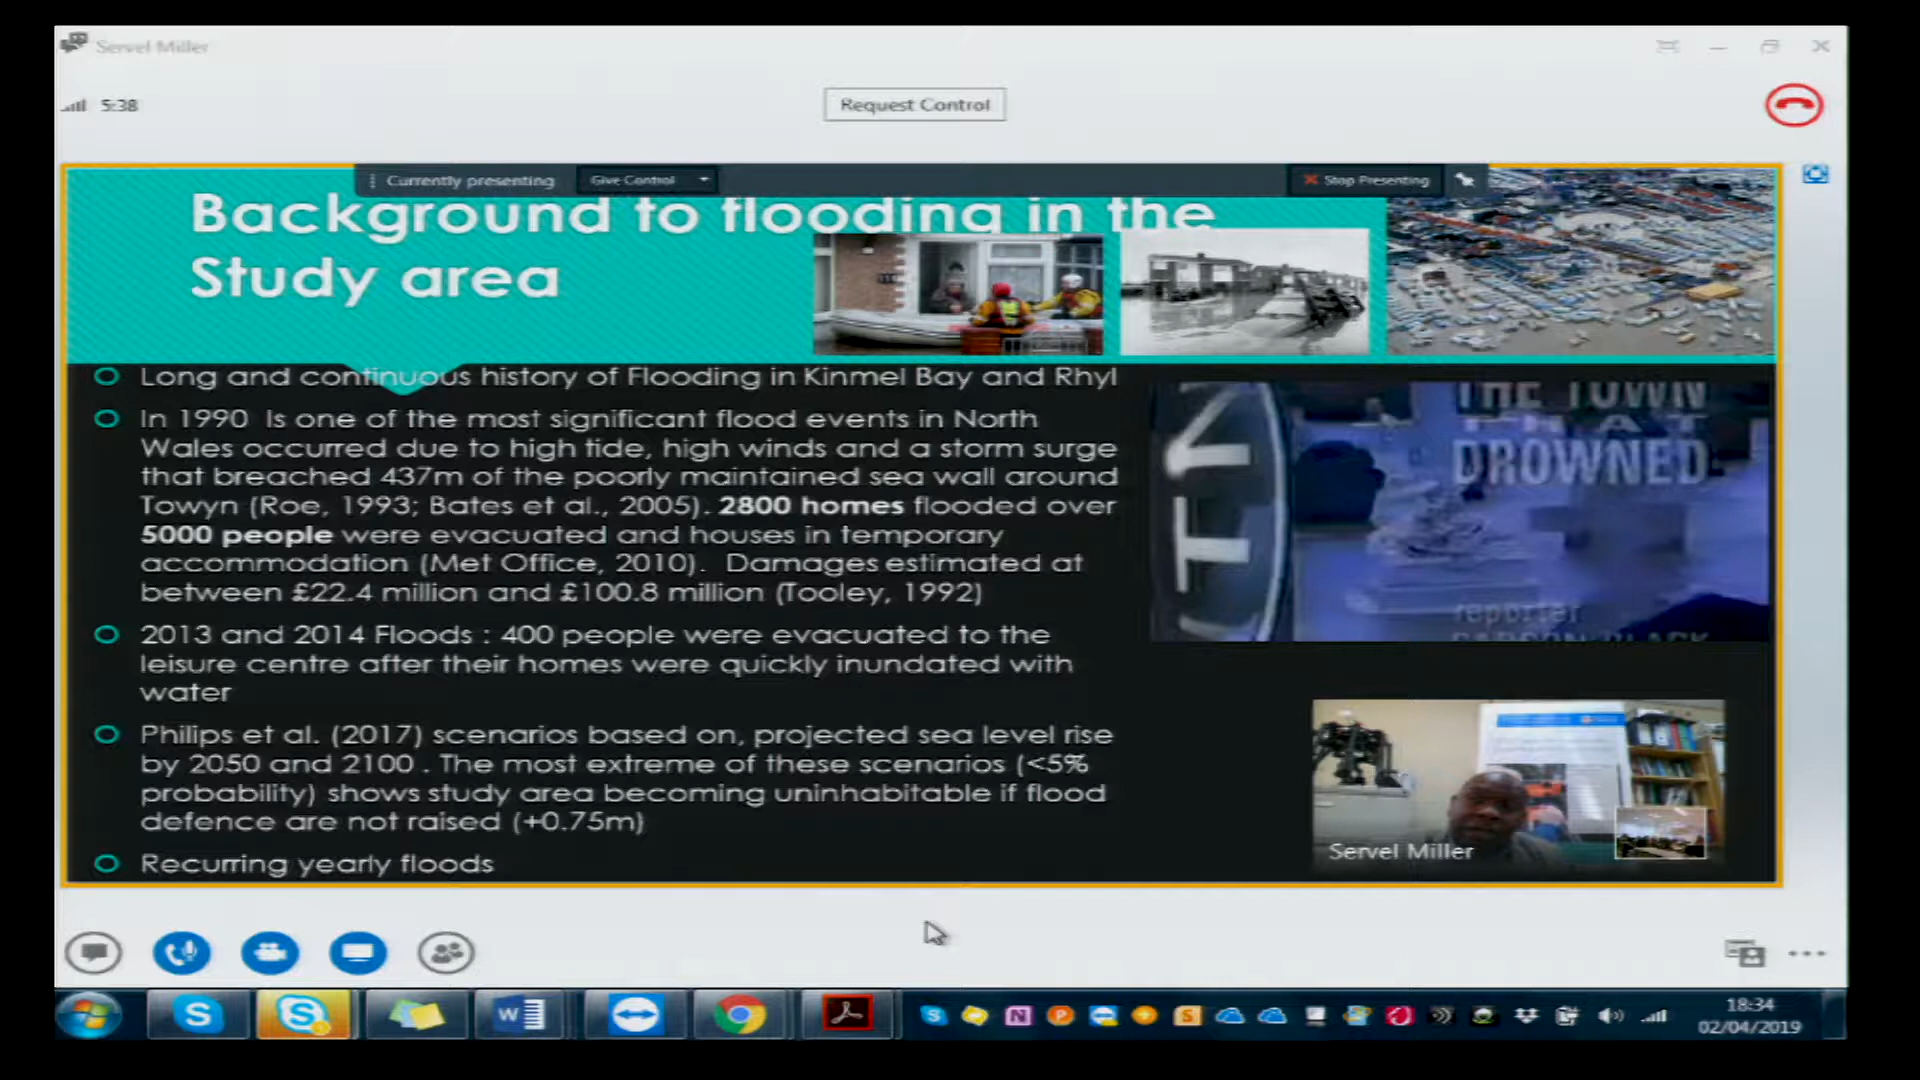 Servel Miller
5:38
Request Control
Currently presenting
Give Control
Stop Presenting
Background to flooding in the
Study area
Long and continuous history of Flooding in Kinmel Bay and Rhyl
In 1990 Is one of the most significant flood events in North
Wales occurred due to high tide, high winds and a storm surge
that breached 437m of the poorly maintained sea wall around
Towyn (Roe, 1993; Bates et al., 2005). 2800 homes flooded over
5000 people were evacuated and houses in temporary
accommodation (Met Office, 2010). Damages estimated at
between £22.4 million and £100.8 million (Tooley, 1992)
2013 and 2014 Floods : 400 people were evacuated to the
leisure centre after their homes were quickly inundated with
water
Philips et al. (2017) scenarios based on, projected sea level rise
by 2050 and 2100 . The most extreme of these scenarios (<5%
probability) shows study area becoming uninhabitable if flood
defence are not raised (+0.75m)
Recurring yearly floods
THE TOWN
THAT
DROWNED
reporter
Servel Miller
18:34
02/04/2019